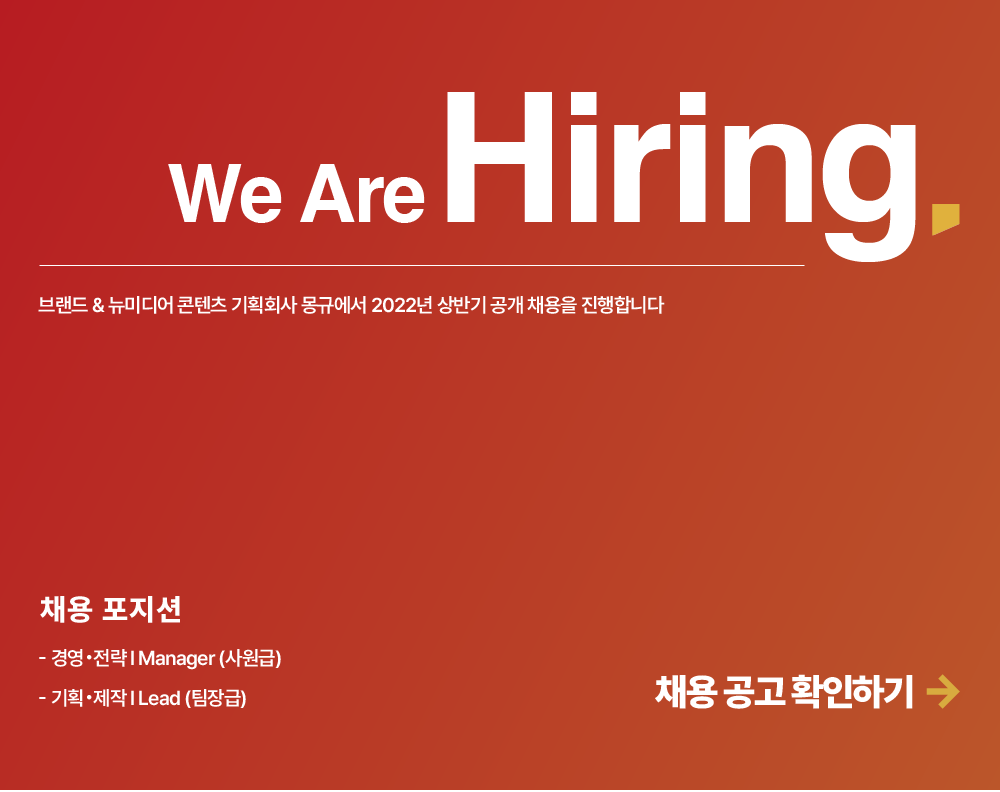 We Are Hiring,
브랜드 & 뉴미디어 콘텐츠 기획회사 몽규에서 2022년 상반기 공개 채용을 진행합니다
채용 포지션
- 경영·전략 l Manager (사원급)
- 기획·제작 l Lead (팀장급)
채용 공고 확인하기 →